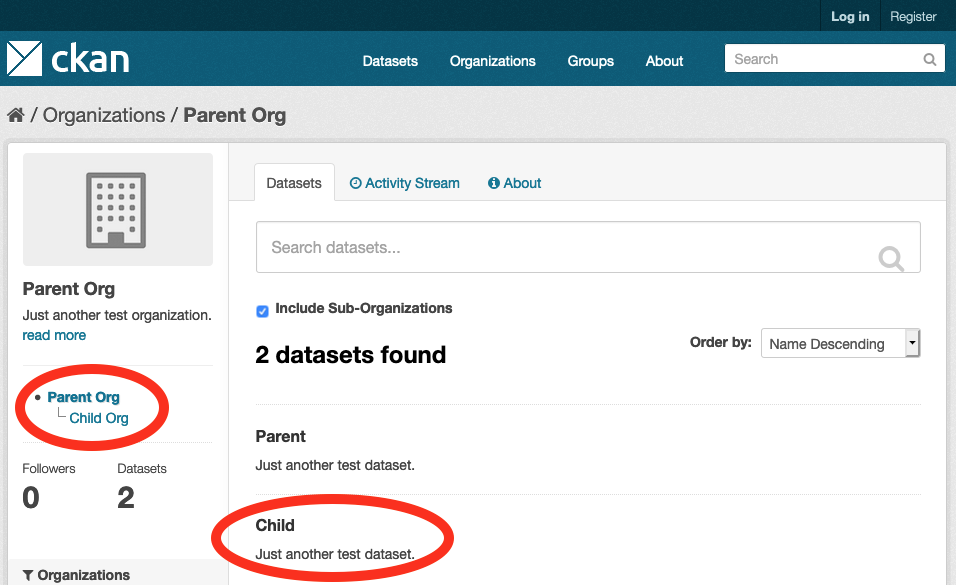 Log in Register
ckan
Datasets Organizations Groups About Search
/ Organizations / Parent Org
Datasets Activity Stream About
Search datasets...
Parent Org
Just another test organization.
read more
Parent Org
Child Org
Followers Datasets
0 2
Organizations
Include Sub-Organizations
2 datasets found
Order by: Name Descending
Parent
Just another test dataset.
Child
Just another test dataset.